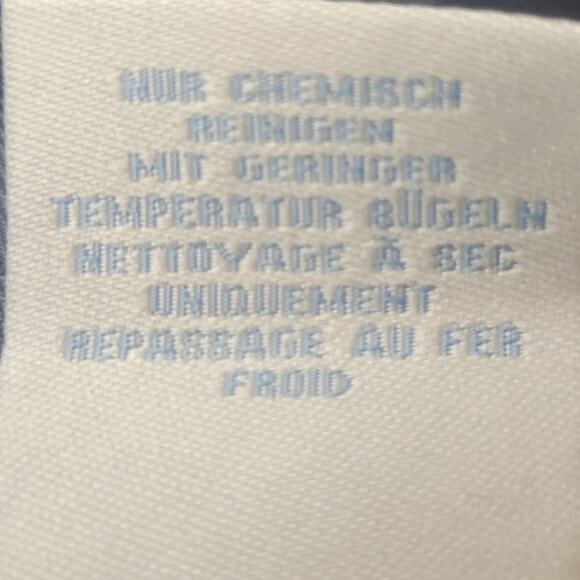 NUR CHEMISCH
REINIGEN
MIT GERINGER
TEMPERATUR BÜGELN
NETTOYAGE À SEC
UNIQUEMENT
REPASSAGE AU FER
FROID